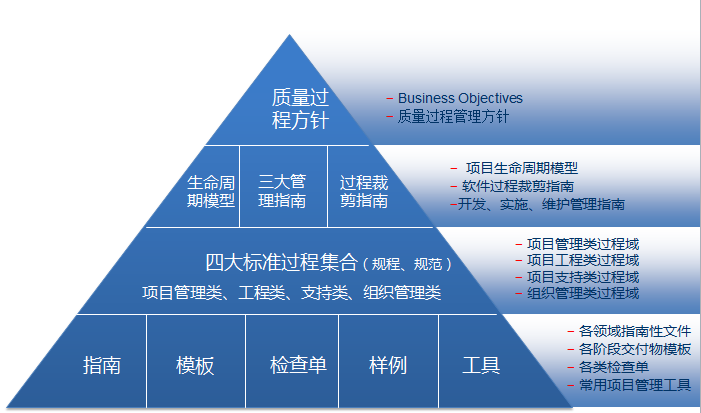 质量过
程方针
– Business Objectives
– 质量过程管理方针
生命周
期模型
三大管
理指南
过程裁
剪指南
– 项目生命周期模型
– 软件过程裁剪指南
–开发、实施、维护管理指南
四大标准过程集合（规程、规范）
项目管理类、工程类、支持类、组织管理类
– 项目管理类过程域
– 项目工程类过程域
– 项目支持类过程域
– 组织管理类过程域
指南
模板
检查单
样例
工具
– 各领域指南性文件
– 各阶段交付物模板
– 各类检查单
– 常用项目管理工具